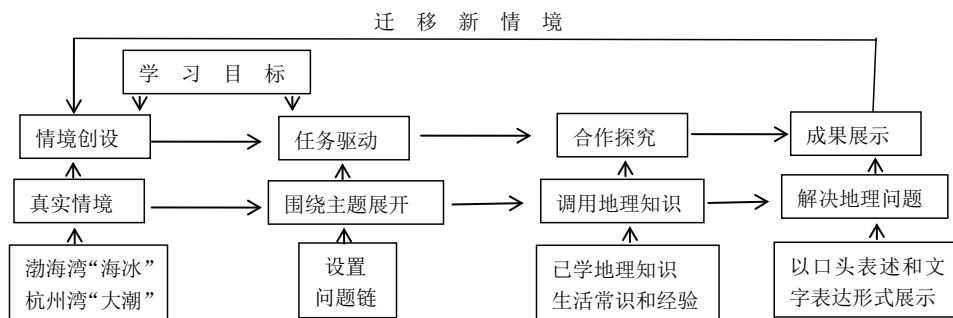 迁移新情境
学习目标
情境创设
任务驱动
合作探究
成果展示
真实情境
围绕主题展开
调用地理知识
解决地理问题
渤海湾“海冰”
杭州湾“大潮”
设置
问题链
已学地理知识
生活常识和经验
以口头表述和文
字表达形式展示